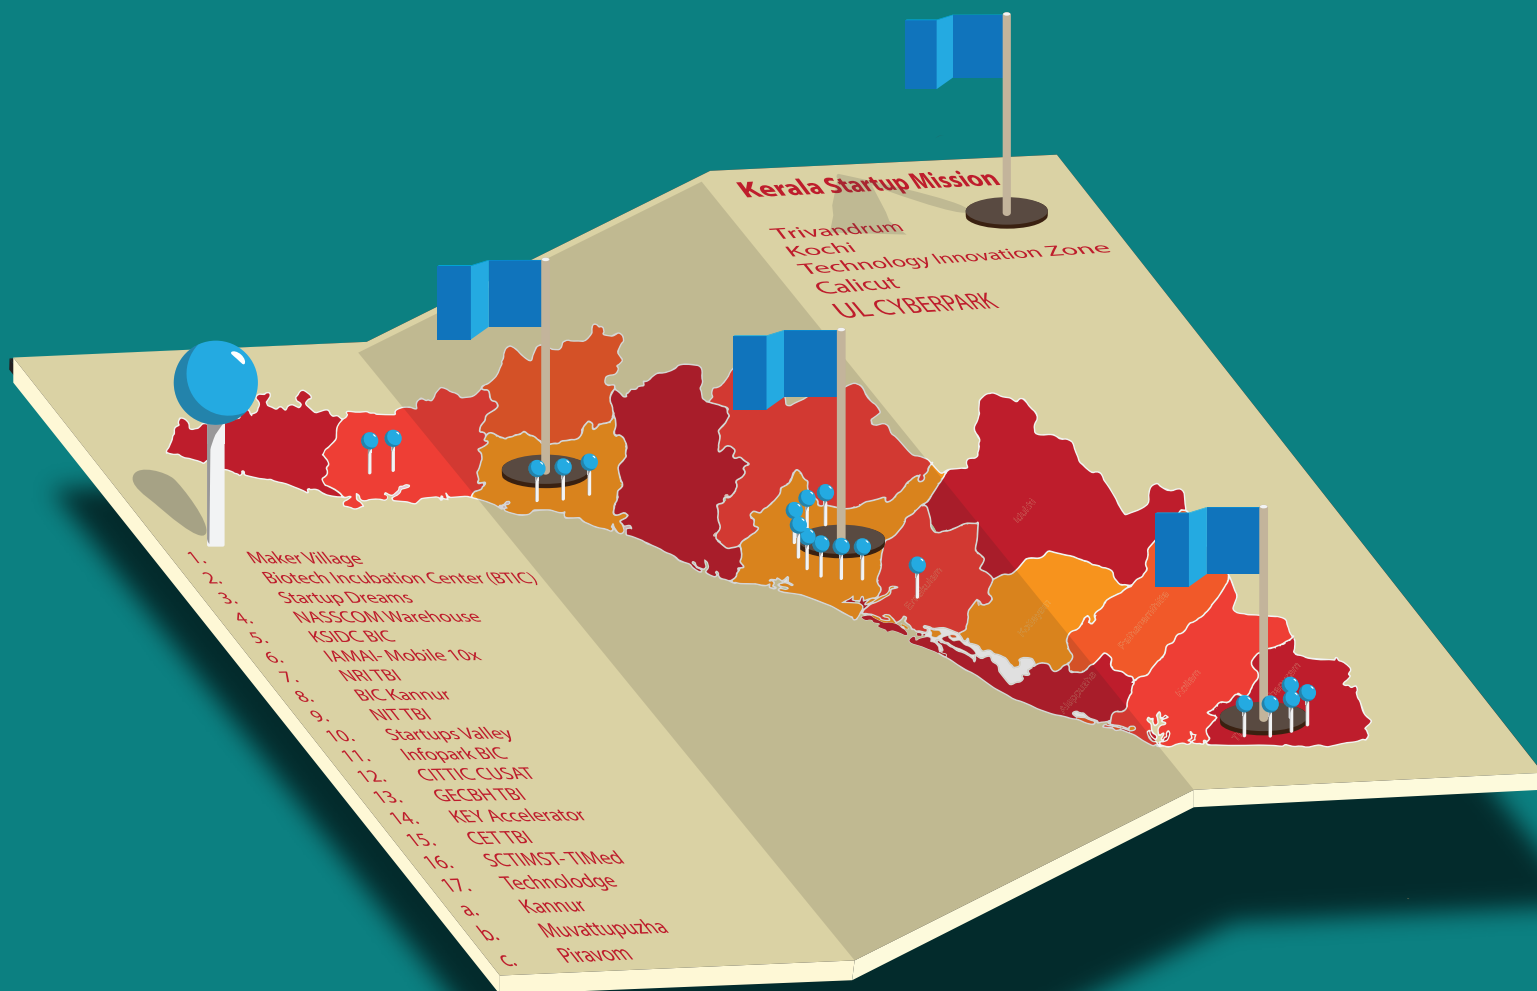 Kerala Startup Mission
Trivandrum
Kochi
Technology Innovation Zone
Calicut
UL CYBERPARK
1. Maker Village
2. Biotech Incubation Center (BTIC)
3. Startup Dreams
4. NASSCOM Warehouse
5. KSIDC BIC
6. IAMAI- Mobile 10x
7. NRI TBI
8. BIC Kannur
9. NIT TBI
10. Startups Valley
11. Infopark BIC
12. CITTIC CUSAT
13. GECBH TBI
14. KEY Accelerator
15. CET TBI
16. SCTIMST- TIMed
17. Technolodge
a. Kannur
b. Muvattupuzha
c. Piravom
Idukki
Kollam